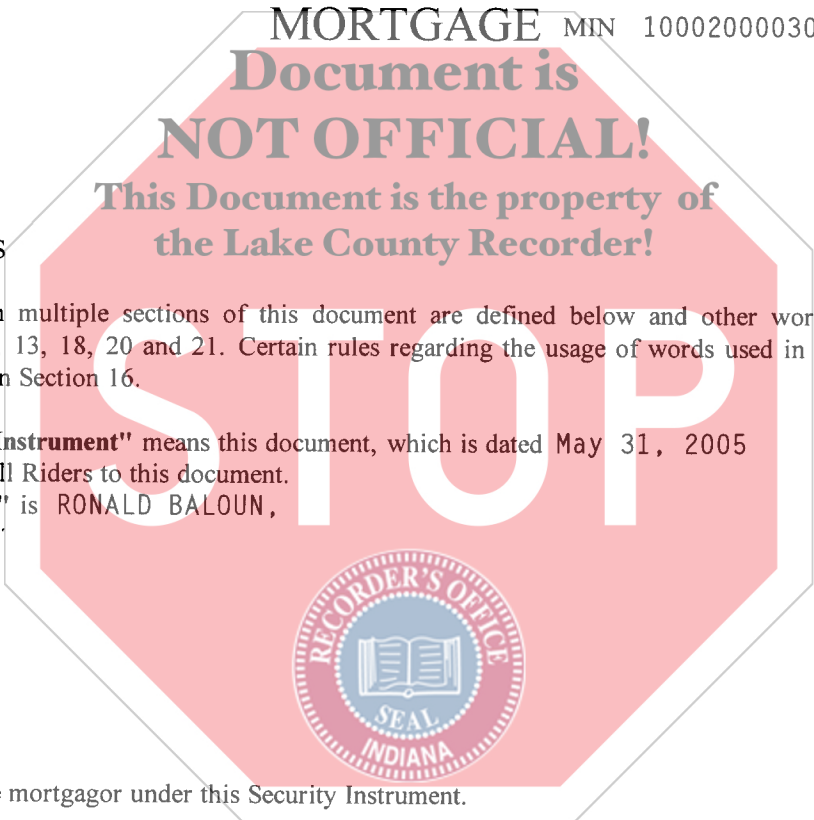 MORTGAGE MIN 10002000030
Document is
NOT OFFICIAL!
This Document is the property of
the Lake County Recorder!
multiple sections of this document are defined below and other wor
13, 18, 20 and 21. Certain rules regarding the usage of words used in
n Section 16.
Instrument" means this document, which is dated May 31, 2005
ll Riders to this document.
" is RONALD BALOUN,
STOP
RECORDER'S OFFICE
SEAL
INDIANA
mortgagor under this Security Instrument.